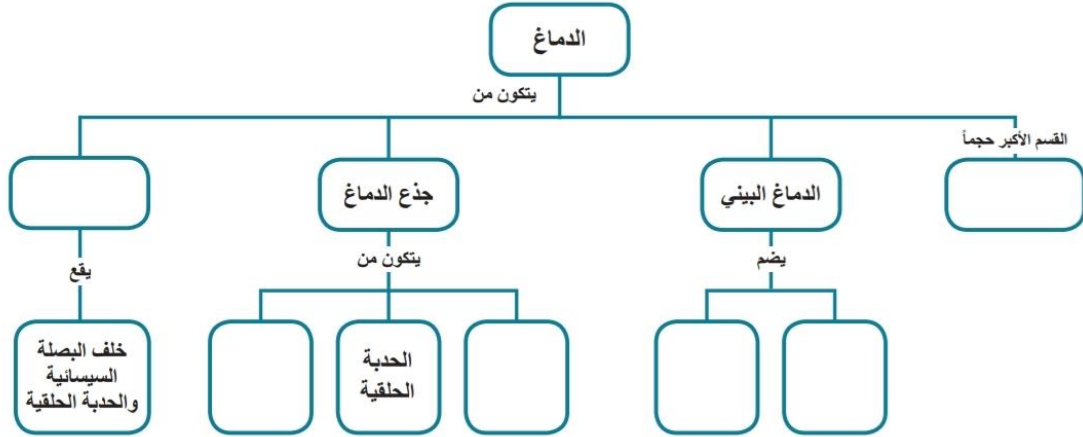 الدماغ
يتكون من
القسم الأكبر حجماً
الدماغ البيني
جذع الدماغ
يضم
يتكون من
يقع
الحدبة
الحلقية
خلف البصلة
السيسائية
والحدبة الحلقية